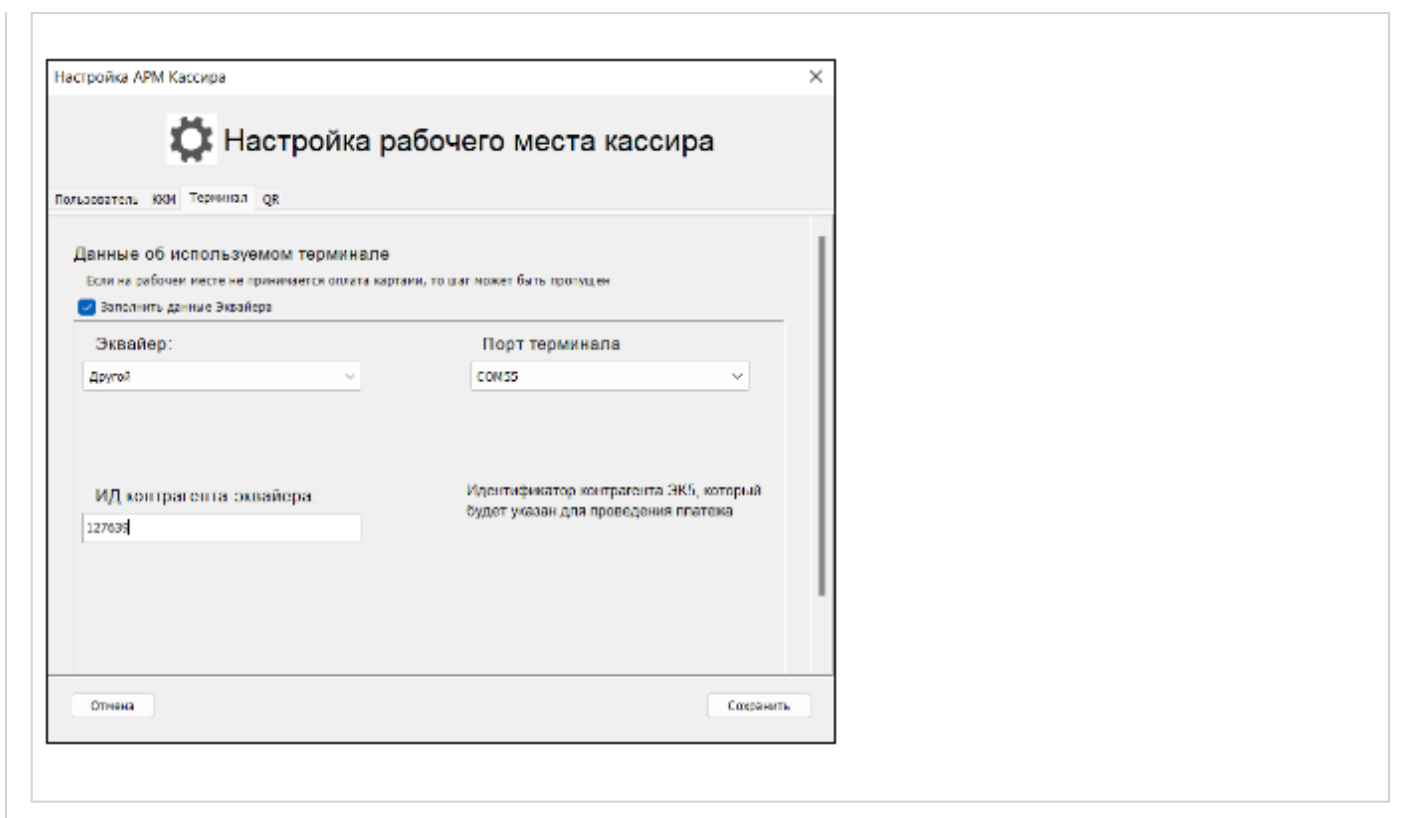 Настройка АРМ Кассира
Настройка рабочего места кассира
Пользователь ККМ Терминал QR
Данные об используемом терминале
Если на рабочем месте не принимается оплата картами, то шаг может быть пропущен
Заполнить данные Эквайера
Эквайер: Порт терминала
Другой COM55
ИД контрагента эквайера
Идентификатор контрагента ЭК5, который
будет указан для проведения платежа
127639
Отмена Сохранить